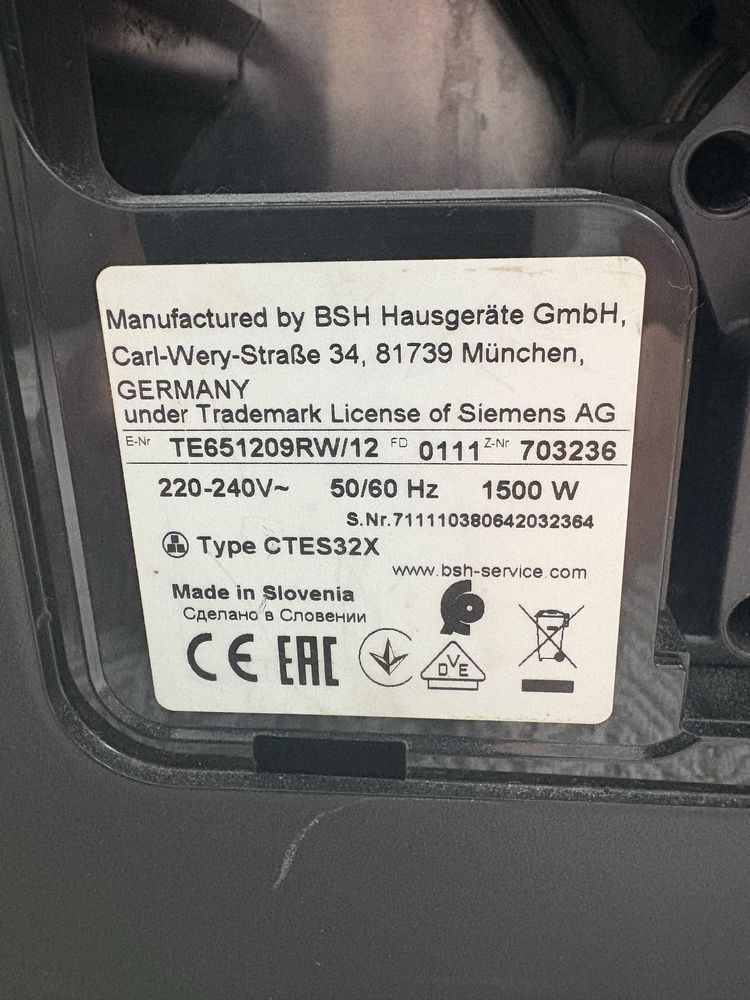 Manufactured by BSH Hausgeräte GmbH,
Carl-Wery-Straße 34, 81739 München,
GERMANY
under Trademark License of Siemens AG
E-Nr TE651209RW/12 FD 0111 Z-Nr 703236
220-240V~ 50/60 Hz 1500 W
S.Nr.711110380642032364
Type CTES32X
www.bsh-service.com
Made in Slovenia
Сделано в Словении
CE EAC DVE